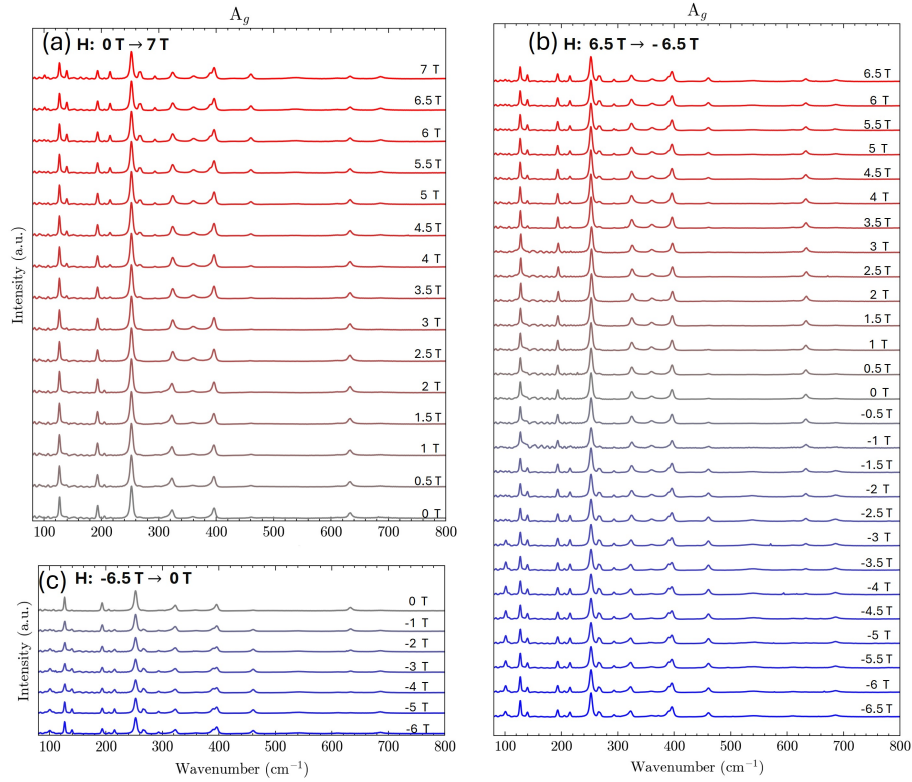 A_g
(a) H: 0 T → 7 T
7 T
6.5 T
6 T
5.5 T
5 T
4.5 T
4 T
3.5 T
3 T
2.5 T
2 T
1.5 T
1 T
0.5 T
0 T
100 200 300 400 500 600 700 800
Intensity (a.u.)
(c) H: -6.5 T → 0 T
0 T
-1 T
-2 T
-3 T
-4 T
-5 T
-6 T
100 200 300 400 500 600 700 800
Wavenumber (cm⁻¹)
Intensity (a.u.)
A_g
(b) H: 6.5 T → - 6.5 T
6.5 T
6 T
5.5 T
5 T
4.5 T
4 T
3.5 T
3 T
2.5 T
2 T
1.5 T
1 T
0.5 T
0 T
-0.5 T
-1 T
-1.5 T
-2 T
-2.5 T
-3 T
-3.5 T
-4 T
-4.5 T
-5 T
-5.5 T
-6 T
-6.5 T
100 200 300 400 500 600 700 800
Wavenumber (cm⁻¹)